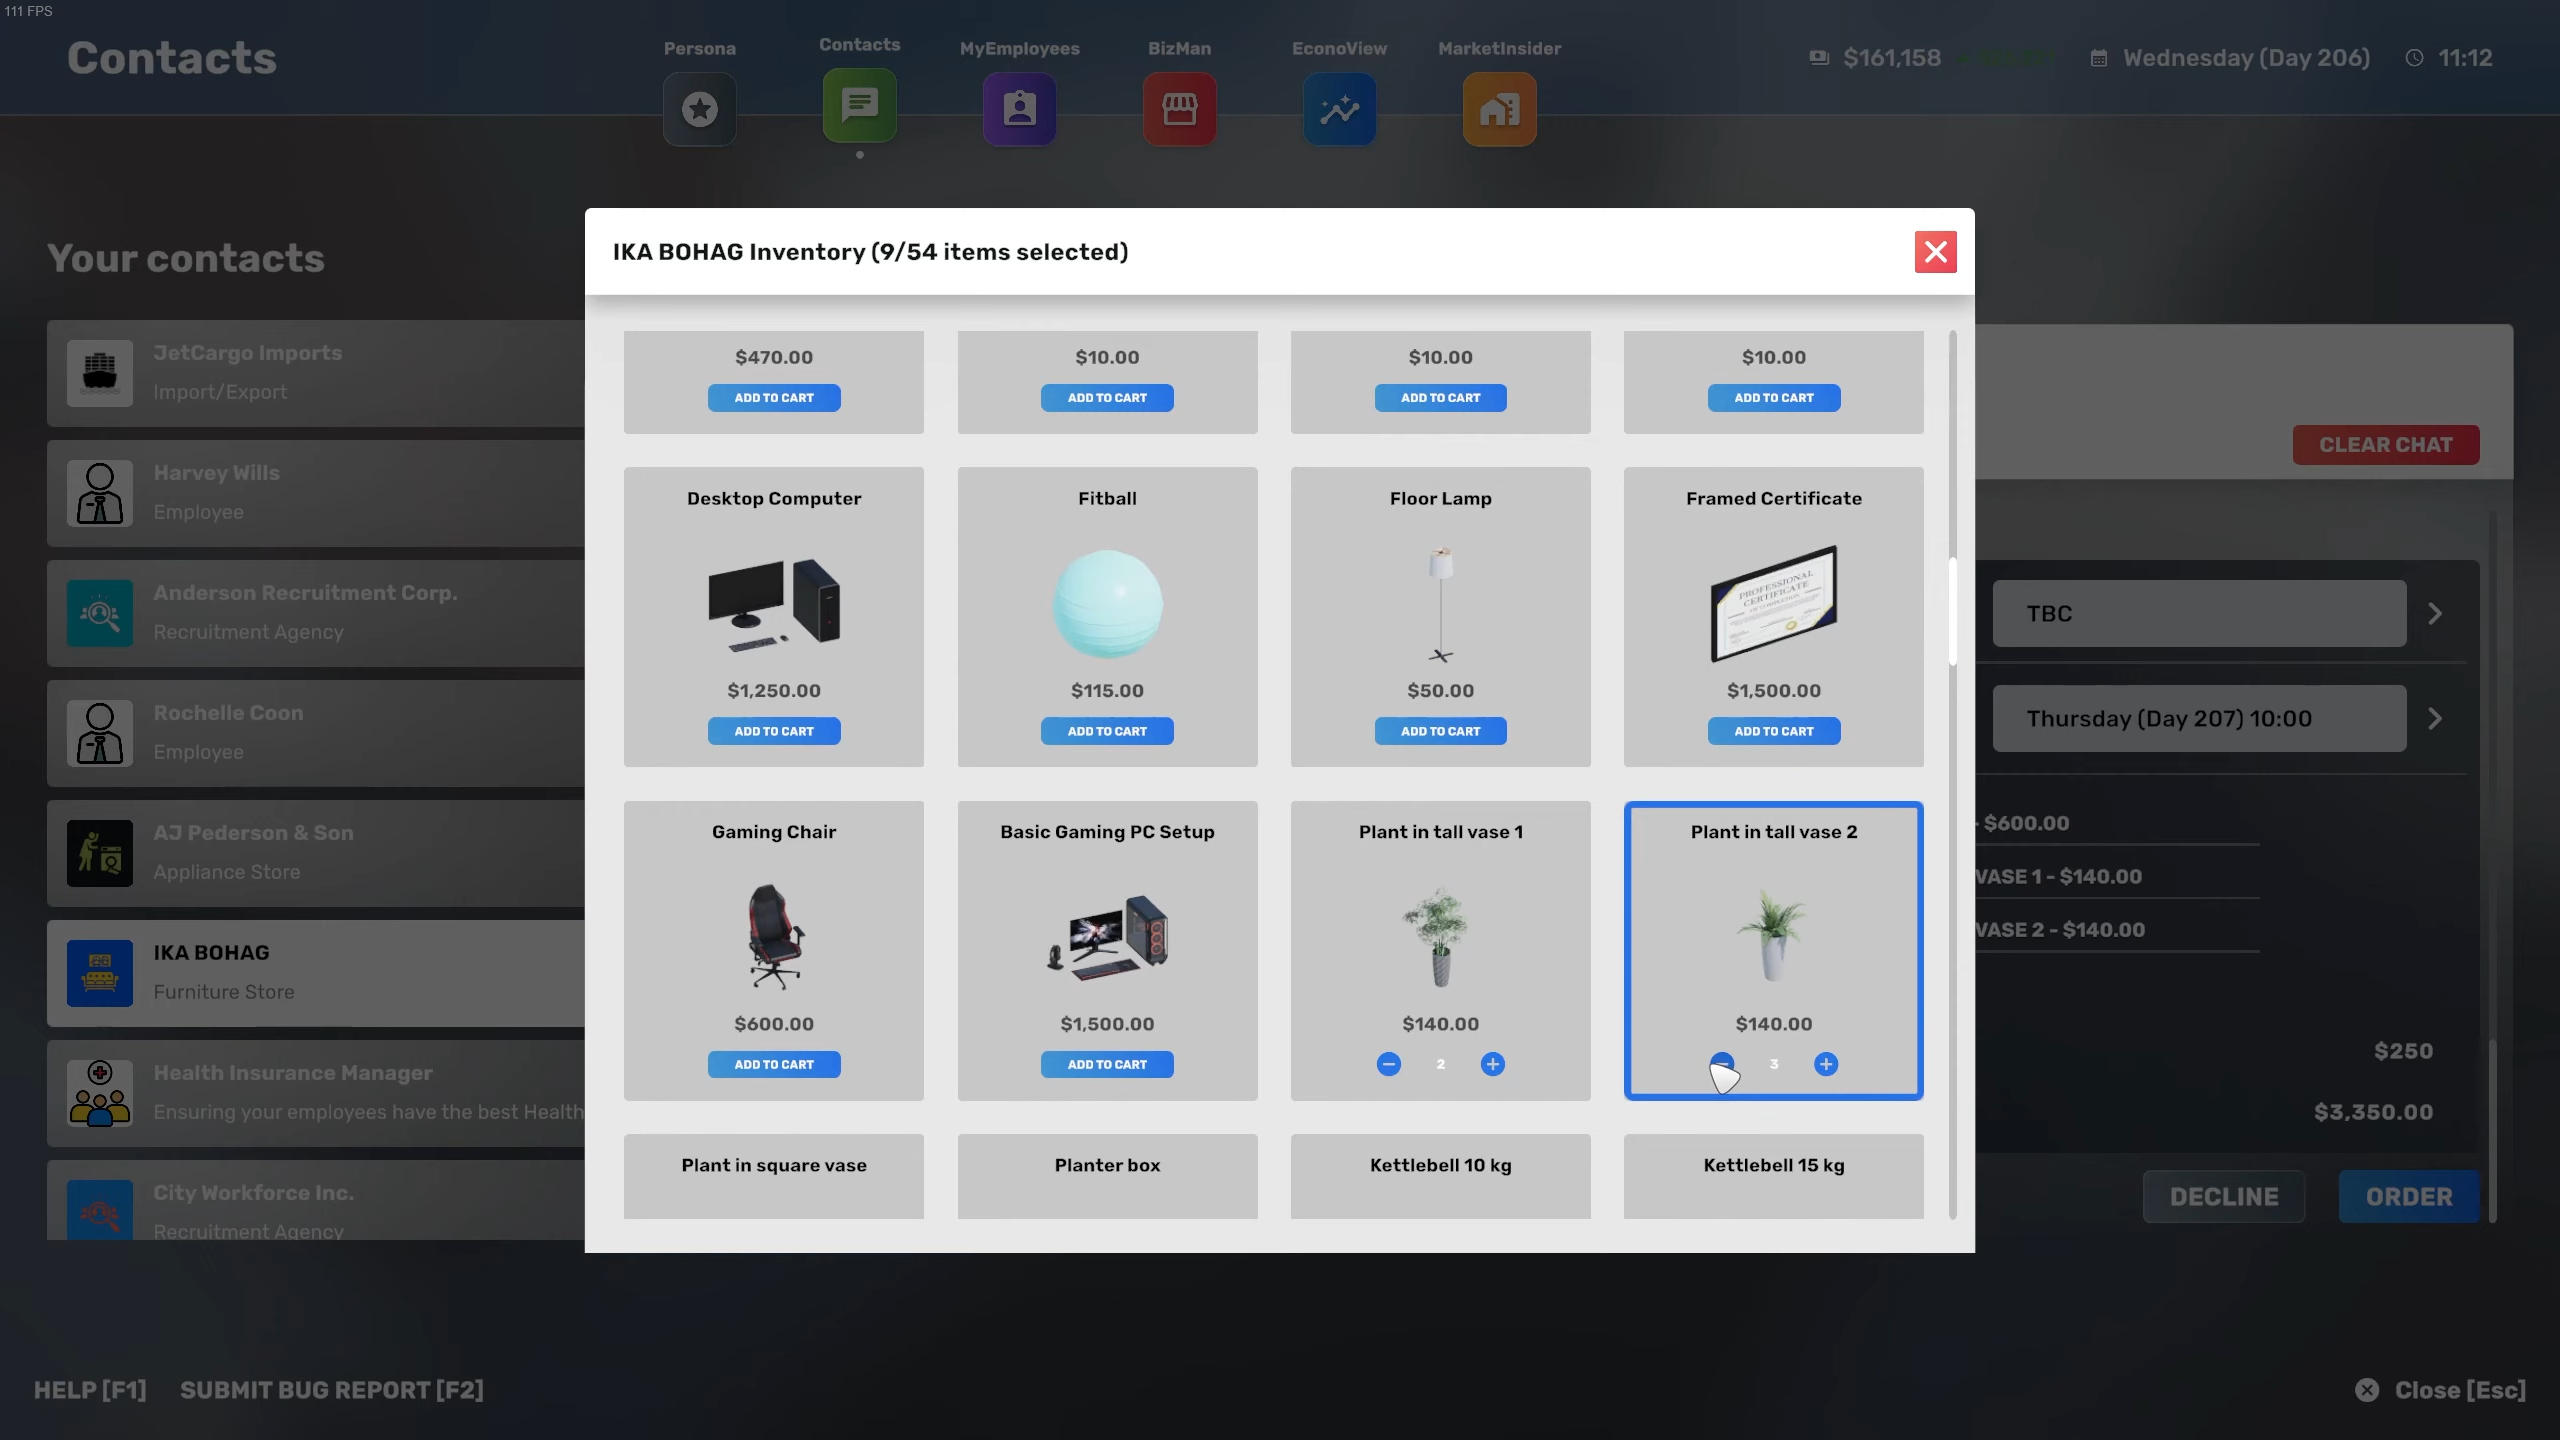 111 FPS
Contacts
Persona
Contacts
MyEmployees
BizMan
EconoView
MarketInsider
$161,158
Wednesday (Day 206)
11:12
Your contacts
JetCargo Imports
Import/Export
Harvey Wills
Employee
Anderson Recruitment Corp.
Recruitment Agency
Rochelle Coon
Employee
AJ Pederson & Son
Appliance Store
IKA BOHAG
Furniture Store
Health Insurance Manager
Ensuring your employees have the best Health
City Workforce Inc.
Recruitment Agency
IKA BOHAG Inventory (9/54 items selected)
$470.00
$10.00
$10.00
$10.00
ADD TO CART
ADD TO CART
ADD TO CART
ADD TO CART
Desktop Computer
Fitball
Floor Lamp
Framed Certificate
PROFESSIONAL
CERTIFICATE
$1,250.00
$115.00
$50.00
$1,500.00
ADD TO CART
ADD TO CART
ADD TO CART
ADD TO CART
Gaming Chair
Basic Gaming PC Setup
Plant in tall vase 1
Plant in tall vase 2
$600.00
$1,500.00
$140.00
$140.00
ADD TO CART
ADD TO CART
2
3
Plant in square vase
Planter box
Kettlebell 10 kg
Kettlebell 15 kg
CLEAR CHAT
TBC
Thursday (Day 207) 10:00
- $600.00
VASE 1 - $140.00
VASE 2 - $140.00
$250
$3,350.00
DECLINE
ORDER
HELP [F1]
SUBMIT BUG REPORT [F2]
Close [Esc]